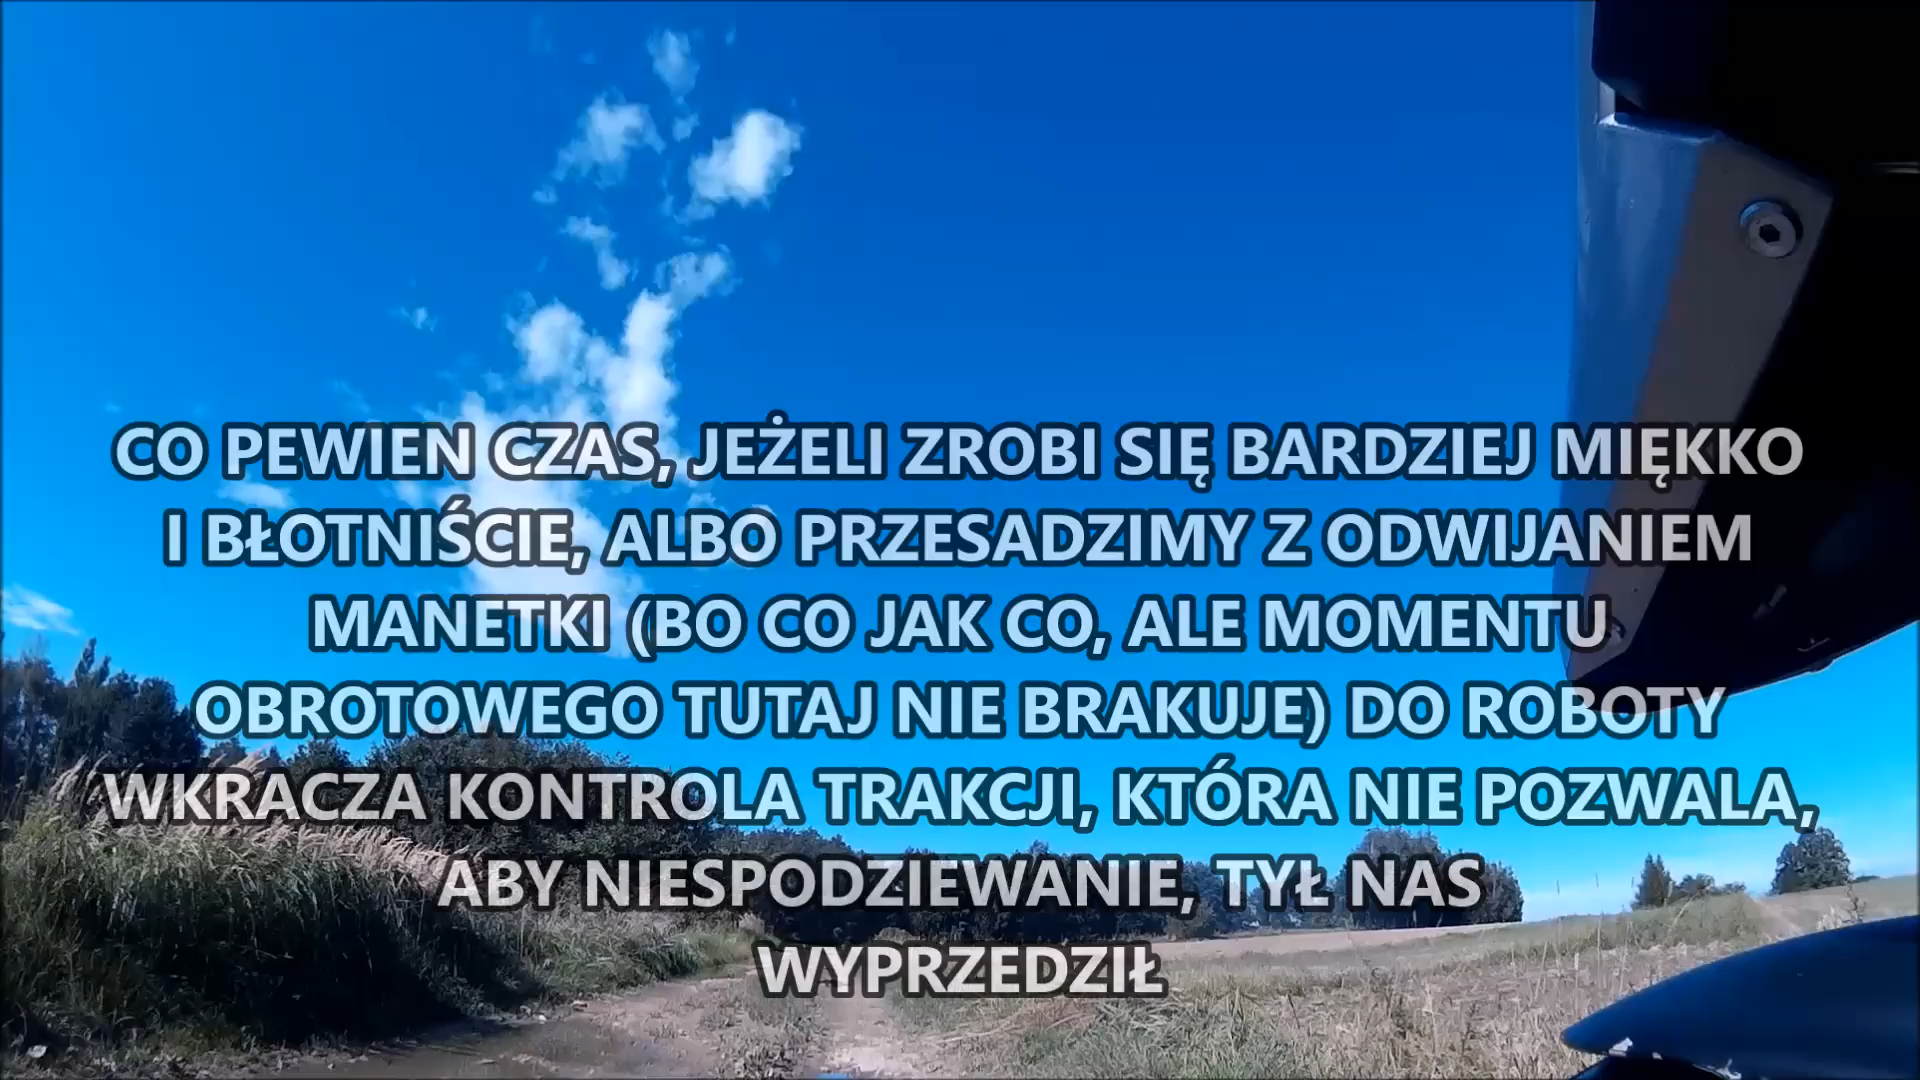 CO PEWIEN CZAS, JEŻELI ZROBI SIĘ BARDZIEJ MIĘKKO
I BŁOTNIŚCIE, ALBO PRZESADZIMY Z ODWIJANIEM
MANETKI (BO CO JAK CO, ALE MOMENTU
OBROTOWEGO TUTAJ NIE BRAKUJE) DO ROBOTY
WKRACZA KONTROLA TRAKCJI, KTÓRA NIE POZWALA,
ABY NIESPODZIEWANIE, TYŁ NAS
WYPRZEDZIŁ